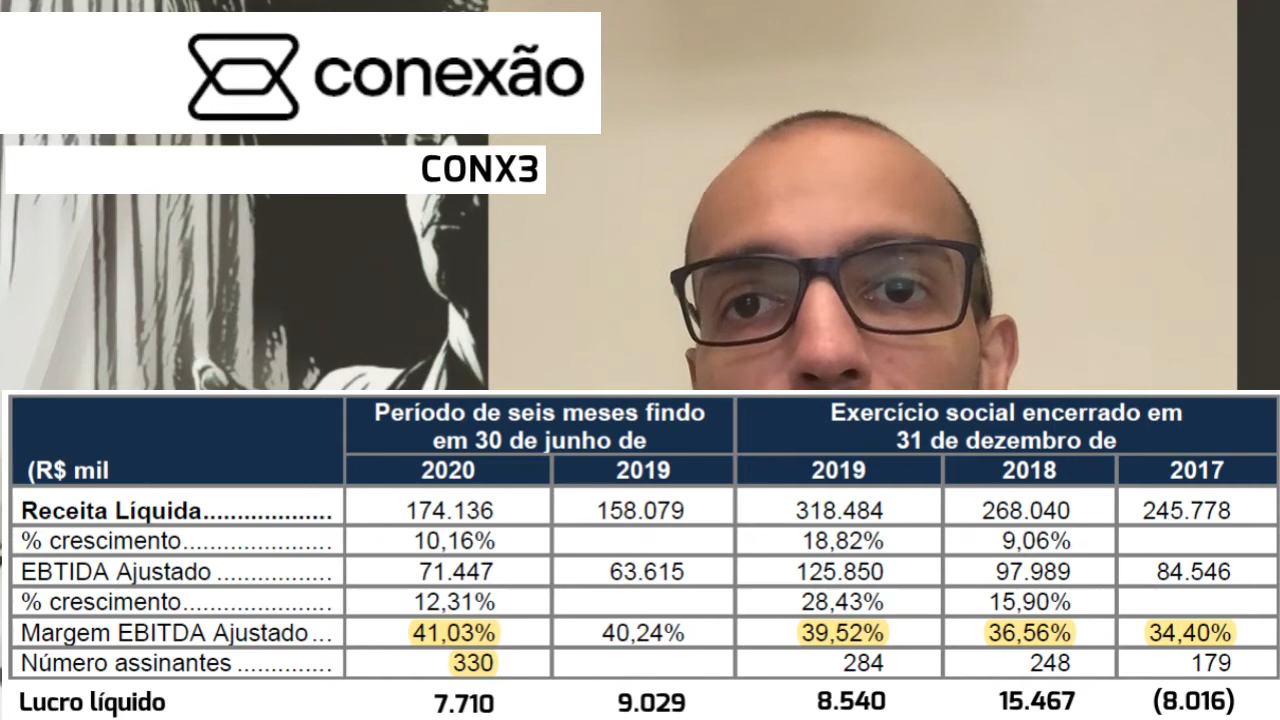 conexão
CONX3
Período de seis meses findo em 30 de junho de
Exercício social encerrado em 31 de dezembro de
(R$ mil 2020 2019 2019 2018 2017
Receita Líquida.................... 174.136 158.079 318.484 268.040 245.778
% crescimento....................... 10,16% 18,82% 9,06%
EBTIDA Ajustado ................. 71.447 63.615 125.850 97.989 84.546
% crescimento....................... 12,31% 28,43% 15,90%
Margem EBITDA Ajustado... 41,03% 40,24% 39,52% 36,56% 34,40%
Número assinantes .............. 330 284 248 179
Lucro líquido 7.710 9.029 8.540 15.467 (8.016)